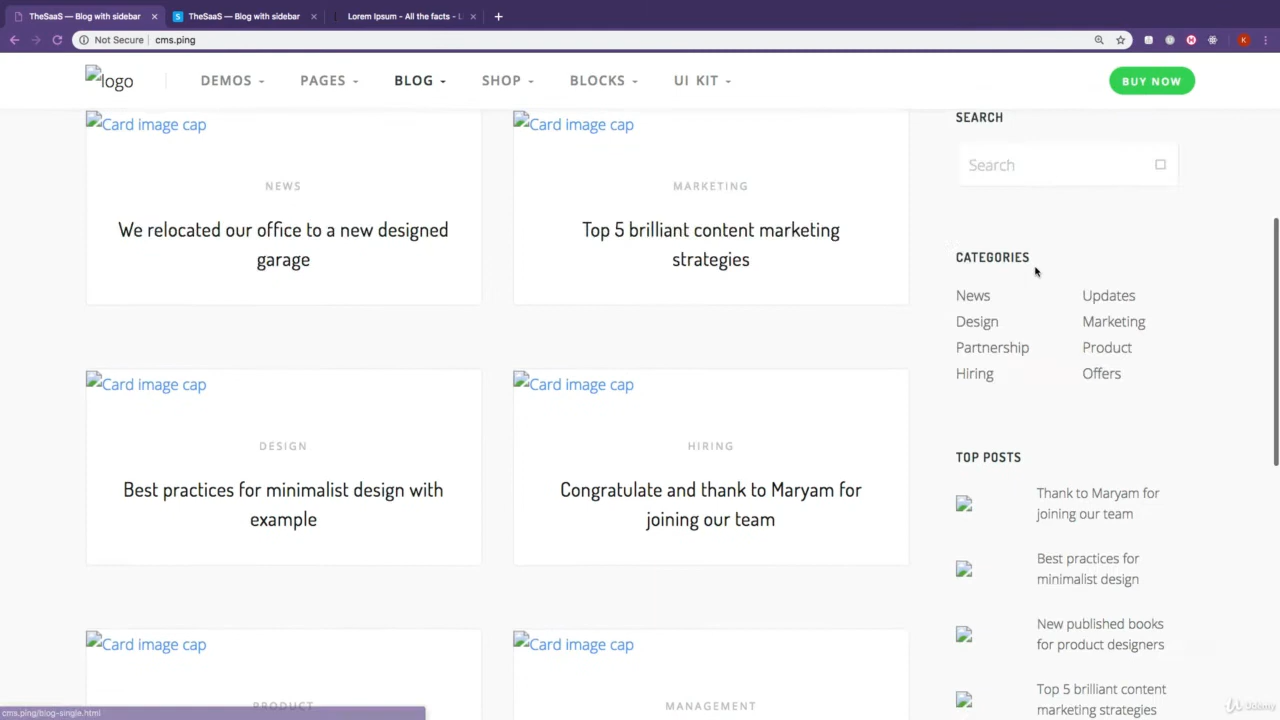 TheSaaS — Blog with sidebar
S TheSaaS — Blog with sidebar
Lorem Ipsum - All the facts - L
Not Secure | cms.ping
K
logo
DEMOS
PAGES
BLOG
SHOP
BLOCKS
UI KIT
BUY NOW
Card image cap
NEWS
We relocated our office to a new designed
garage
Card image cap
MARKETING
Top 5 brilliant content marketing
strategies
Card image cap
DESIGN
Best practices for minimalist design with
example
Card image cap
HIRING
Congratulate and thank to Maryam for
joining our team
Card image cap
PRODUCT
Card image cap
MANAGEMENT
SEARCH
Search
CATEGORIES
News
Updates
Design
Marketing
Partnership
Product
Hiring
Offers
TOP POSTS
Thank to Maryam for
joining our team
Best practices for
minimalist design
New published books
for product designers
Top 5 brilliant content
marketing strategies
cms.ping/blog-single.html
Udemy